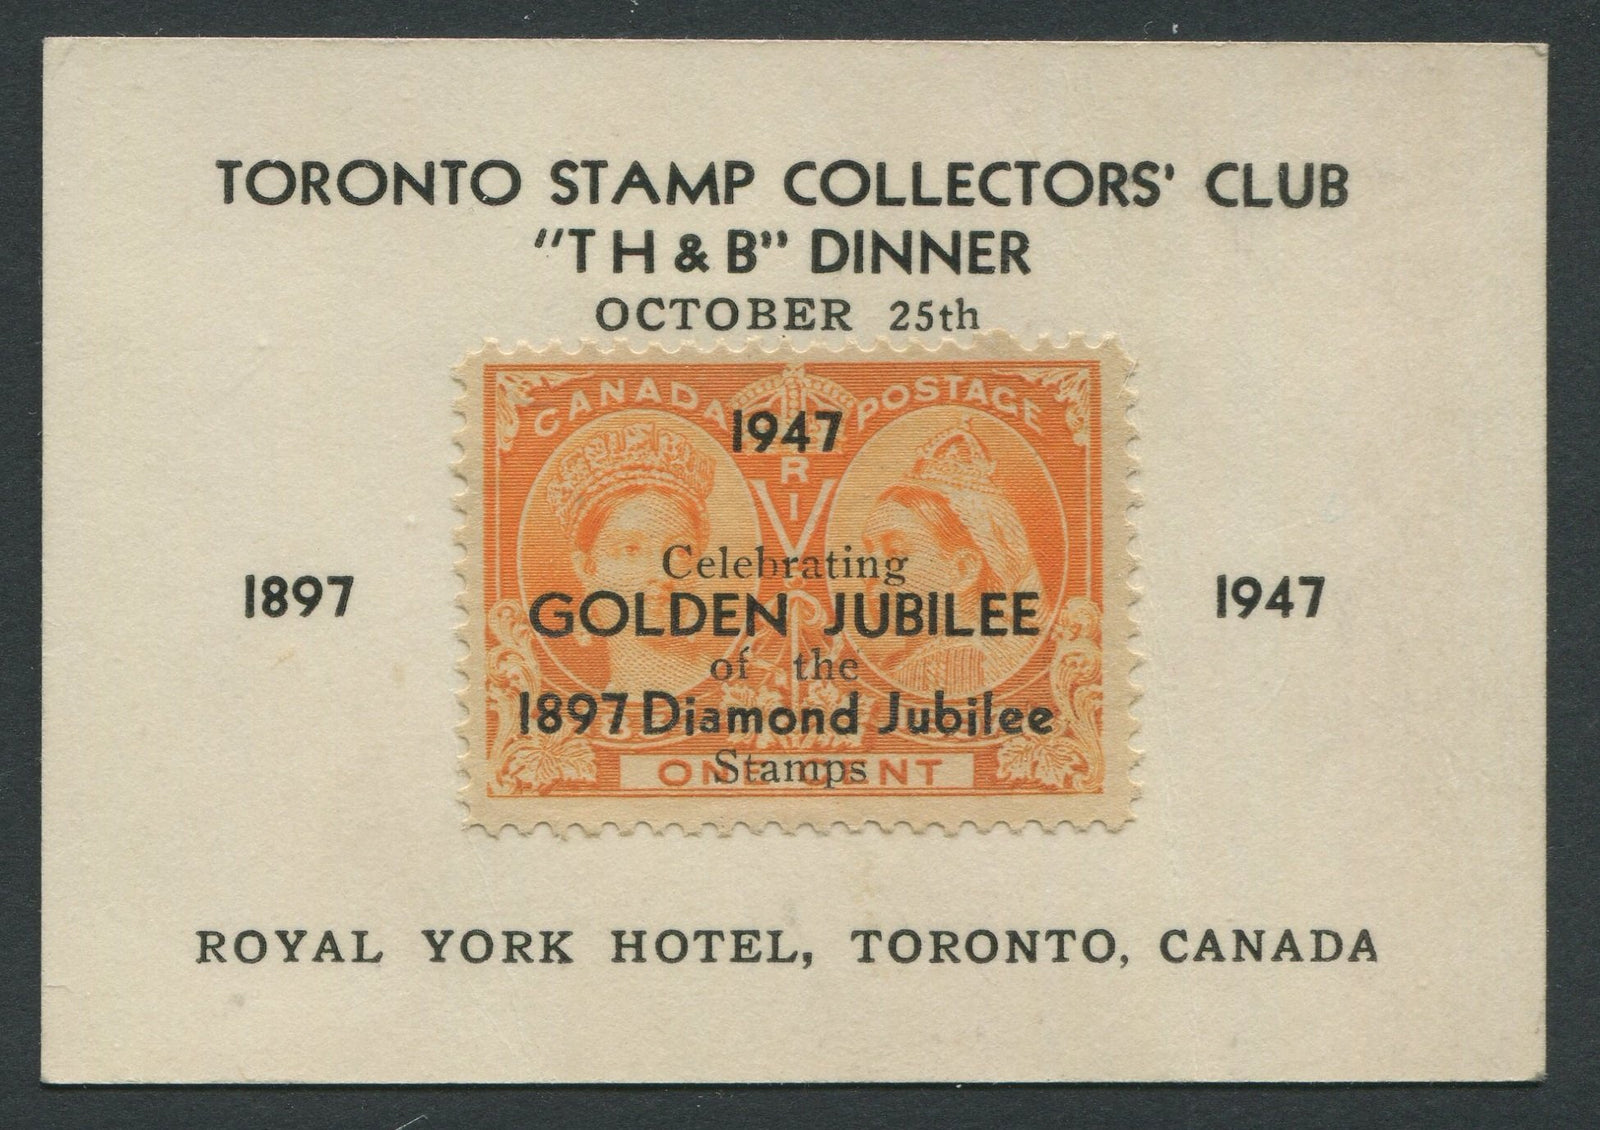 TORONTO STAMP COLLECTORS' CLUB
"T H & B" DINNER
OCTOBER 25th
CANADA POSTAGE
1947
V
R
I
Celebrating
1897
GOLDEN JUBILEE
1947
of the
1897 Diamond Jubilee
Stamps
ONE CENT
ROYAL YORK HOTEL, TORONTO, CANADA